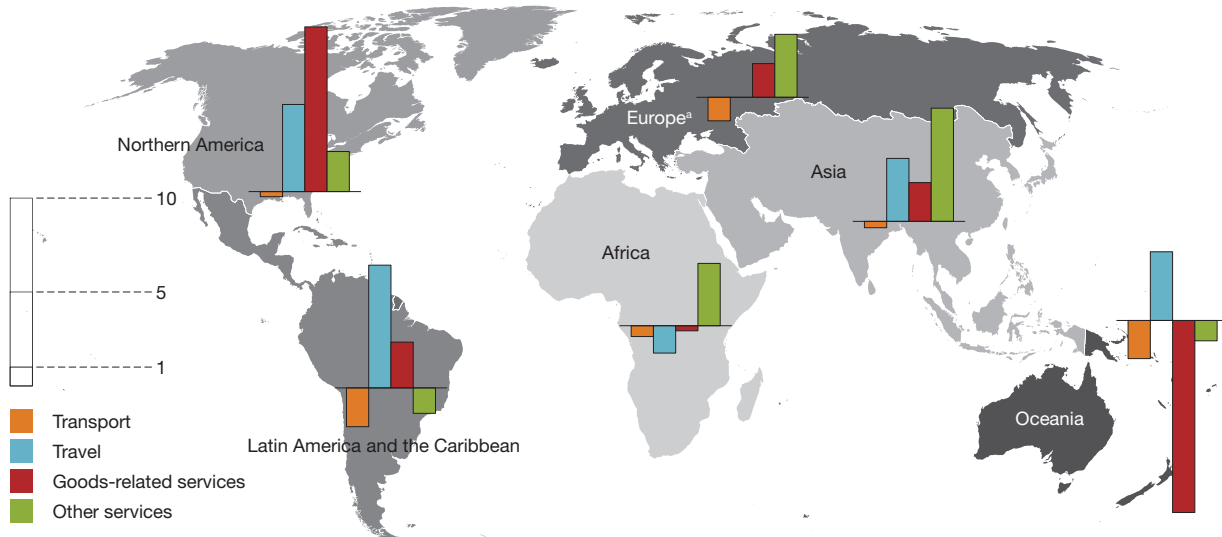 Northern America
Europeª
Asia
10
5
1
Africa
Latin America and the Caribbean
Oceania
Transport
Travel
Goods-related services
Other services